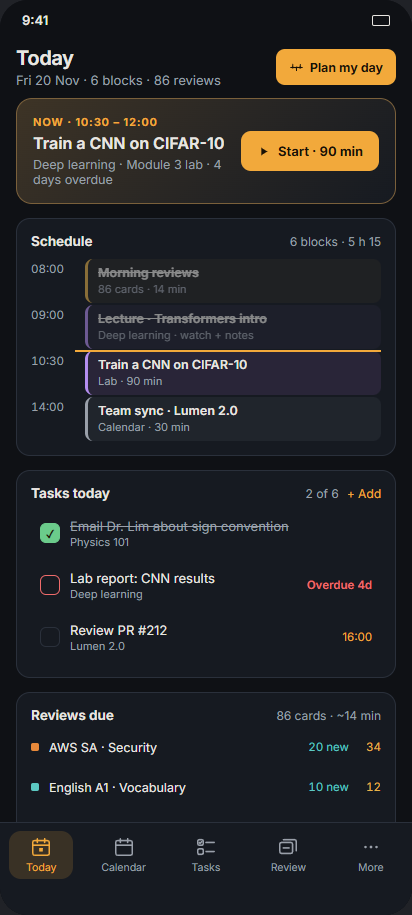 9:41
Today
Fri 20 Nov · 6 blocks · 86 reviews
Plan my day
NOW · 10:30 – 12:00
Train a CNN on CIFAR-10
Deep learning · Module 3 lab · 4
days overdue
Start · 90 min
Schedule
6 blocks · 5 h 15
08:00
Morning reviews
86 cards · 14 min
09:00
Lecture · Transformers intro
Deep learning · watch + notes
10:30
Train a CNN on CIFAR-10
Lab · 90 min
14:00
Team sync · Lumen 2.0
Calendar · 30 min
Tasks today
2 of 6 + Add
Email Dr. Lim about sign convention
Physics 101
Lab report: CNN results
Deep learning
Overdue 4d
Review PR #212
Lumen 2.0
16:00
Reviews due
86 cards · ~14 min
AWS SA · Security
20 new 34
English A1 · Vocabulary
10 new 12
Today
Calendar
Tasks
Review
More